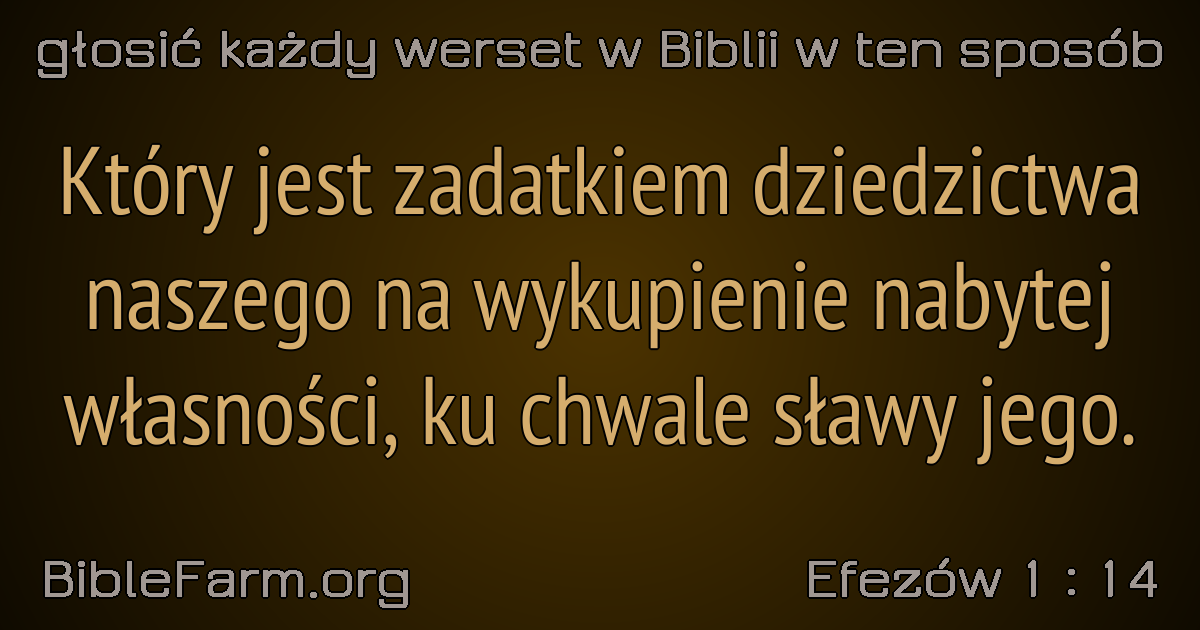 głosić każdy werset w Biblii w ten sposób
Który jest zadatkiem dziedzictwa
naszego na wykupienie nabytej
własności, ku chwale sławy jego.
BibleFarm.org
Efezów 1 : 14